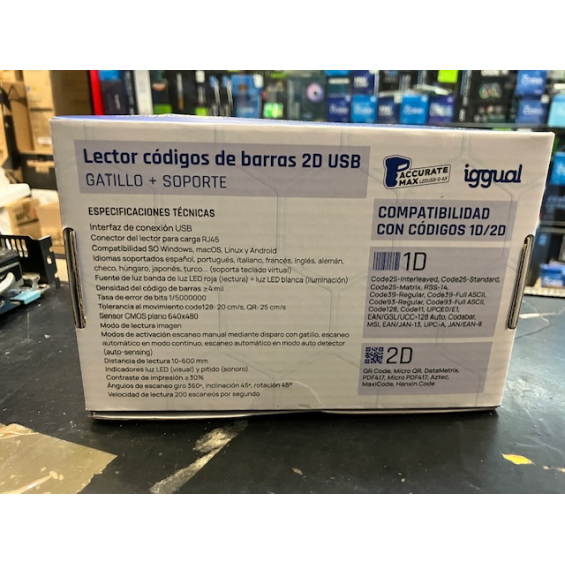 Lector códigos de barras 2D USB
GATILLO + SOPORTE
ACCURATE
MAX
iggual
ESPECIFICACIONES TÉCNICAS
Interfaz de conexión USB
Conector del lector para carga RJ45
Compatibilidad SO Windows, macOS, Linux y Android
Idiomas soportados español, portugués, italiano, francés, inglés, alemán,
checo, húngaro, japonés, turco... (soporta teclado virtual)
Fuente de luz banda de luz LED roja (lectura) + luz LED blanca (iluminación)
Densidad del código de barras ≥4 mil
Tasa de error de bits 1/5000000
Tolerancia al movimiento code128: 20 cm/s, QR: 25 cm/s
Sensor CMOS plano 640x480
Modo de lectura imagen
Modos de activación escaneo manual mediante disparo con gatillo, escaneo
automático en modo continuo, escaneo automático en modo auto detector
(auto-sensing)
Distancia de lectura 10-600 mm
Indicadores luz LED (visual) y pitido (sonoro)
Contraste de impresión ≥30%
Ángulos de escaneo giro 360º, inclinación 45º, rotación 48º
Velocidad de lectura 200 escaneos por segundo
COMPATIBILIDAD
CON CÓDIGOS 1D/2D
1D
Code25-Interleaved, Code25-Standard,
Code25-Matrix, RSS-14,
Code39-Regular, Code39-Full ASCII,
Code93-Regular, Code93-Full ASCII,
Code128, Code11, UPCE0/E1,
EAN/GSL/UCC-128 Auto, Codabar,
MSI, EAN/JAN-13, UPC-A, JAN/EAN-8
2D
QR Code, Micro QR, DataMetrix,
PDF417, Micro PDF417, Aztec,
MaxiCode, Hanxin Code